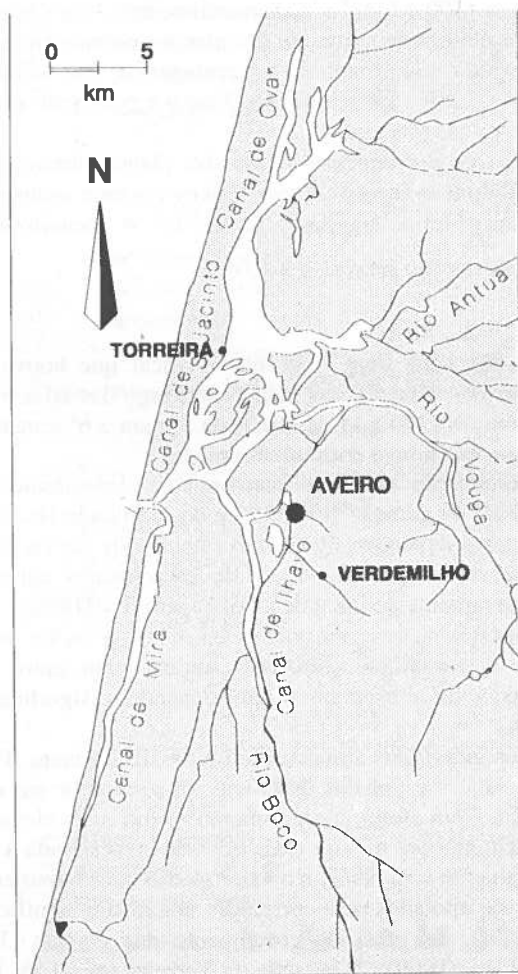 0 5
km
N
Canal de Ovar
Canal de S. Jacinto
TORREIRA
Rio Antua
Rio
Vouga
AVEIRO
VERDEMILHO
Canal de Ilhavo
Canal de Mira
Rio Boco